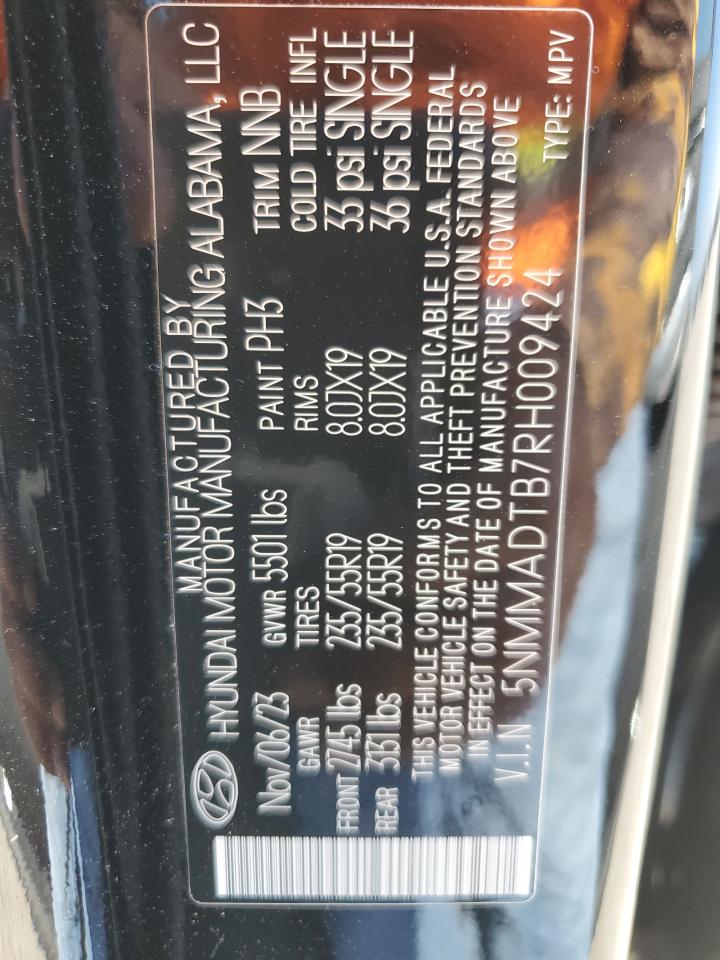 MANUFACTURED BY
HYUNDAI MOTOR MANUFACTURING ALABAMA, LLC
Nov/06/23 GVWR 5501 lbs PAINT PH3 TRIM NNB
GAWR TIRES RIMS COLD TIRE INFL
FRONT 2745 lbs 235/55R19 8.0JX19 33 psi SINGLE
REAR 3131 lbs 235/55R19 8.0JX19 36 psi SINGLE
THIS VEHICLE CONFORMS TO ALL APPLICABLE U.S.A. FEDERAL
MOTOR VEHICLE SAFETY AND THEFT PREVENTION STANDARDS
IN EFFECT ON THE DATE OF MANUFACTURE SHOWN ABOVE
V.I.N 5NMMADTB7RH009424 TYPE: MPV